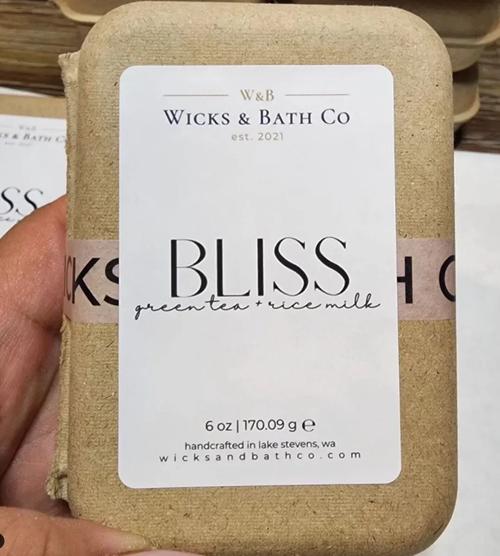 W&B
WICKS & BATH CO
est. 2021
BLISS
green tea + rice milk
6 oz | 170.09 g ℮
handcrafted in lake stevens, wa
wicksandbathco.com